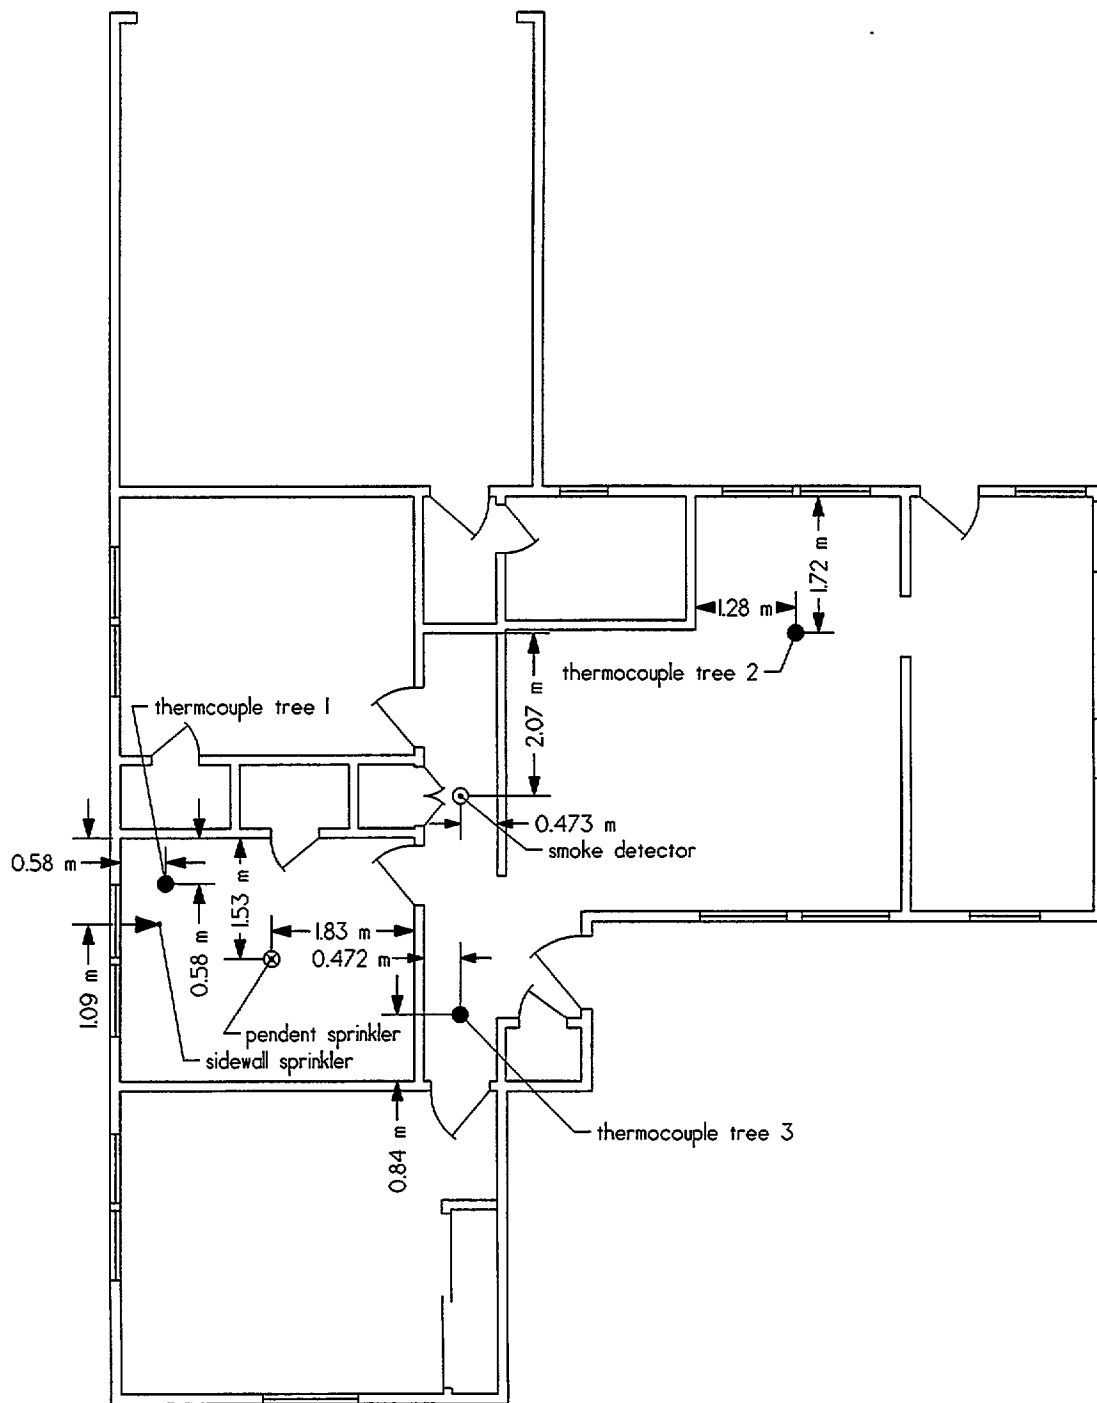 1.72 m
1.28 m
thermocouple tree 2
thermcouple tree 1
2.07 m
0.473 m
smoke detector
0.58 m
1.53 m
1.83 m
0.472 m
0.58 m
1.09 m
pendent sprinkler
sidewall sprinkler
thermocouple tree 3
0.84 m